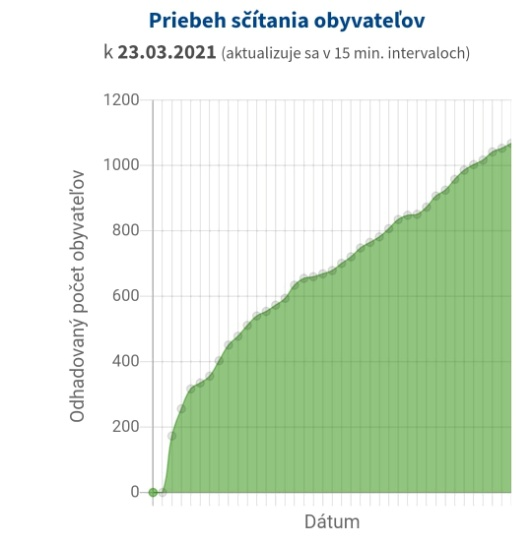 Priebeh sčítania obyvateľov
k 23.03.2021 (aktualizuje sa v 15 min. intervaloch)
1200
1000
800
600
400
200
0
Odhadovaný počet obyvateľov
Dátum